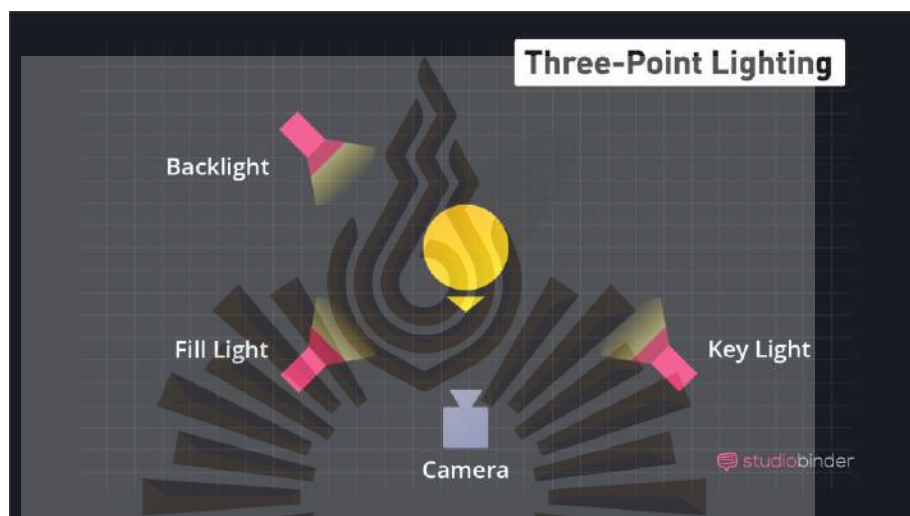 Three-Point Lighting
Backlight
Fill Light
Key Light
Camera
studiobinder